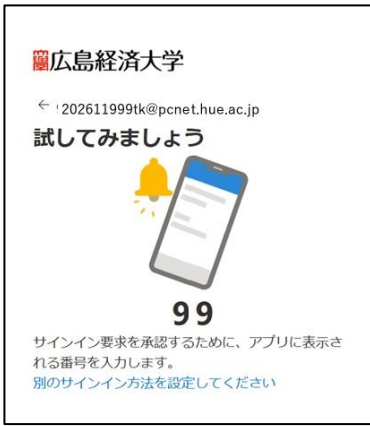 広島経済大学
← 202611999tk@pcnet.hue.ac.jp
試してみましょう
99
サインイン要求を承認するために、アプリに表示さ
れる番号を入力します。
別のサインイン方法を設定してください